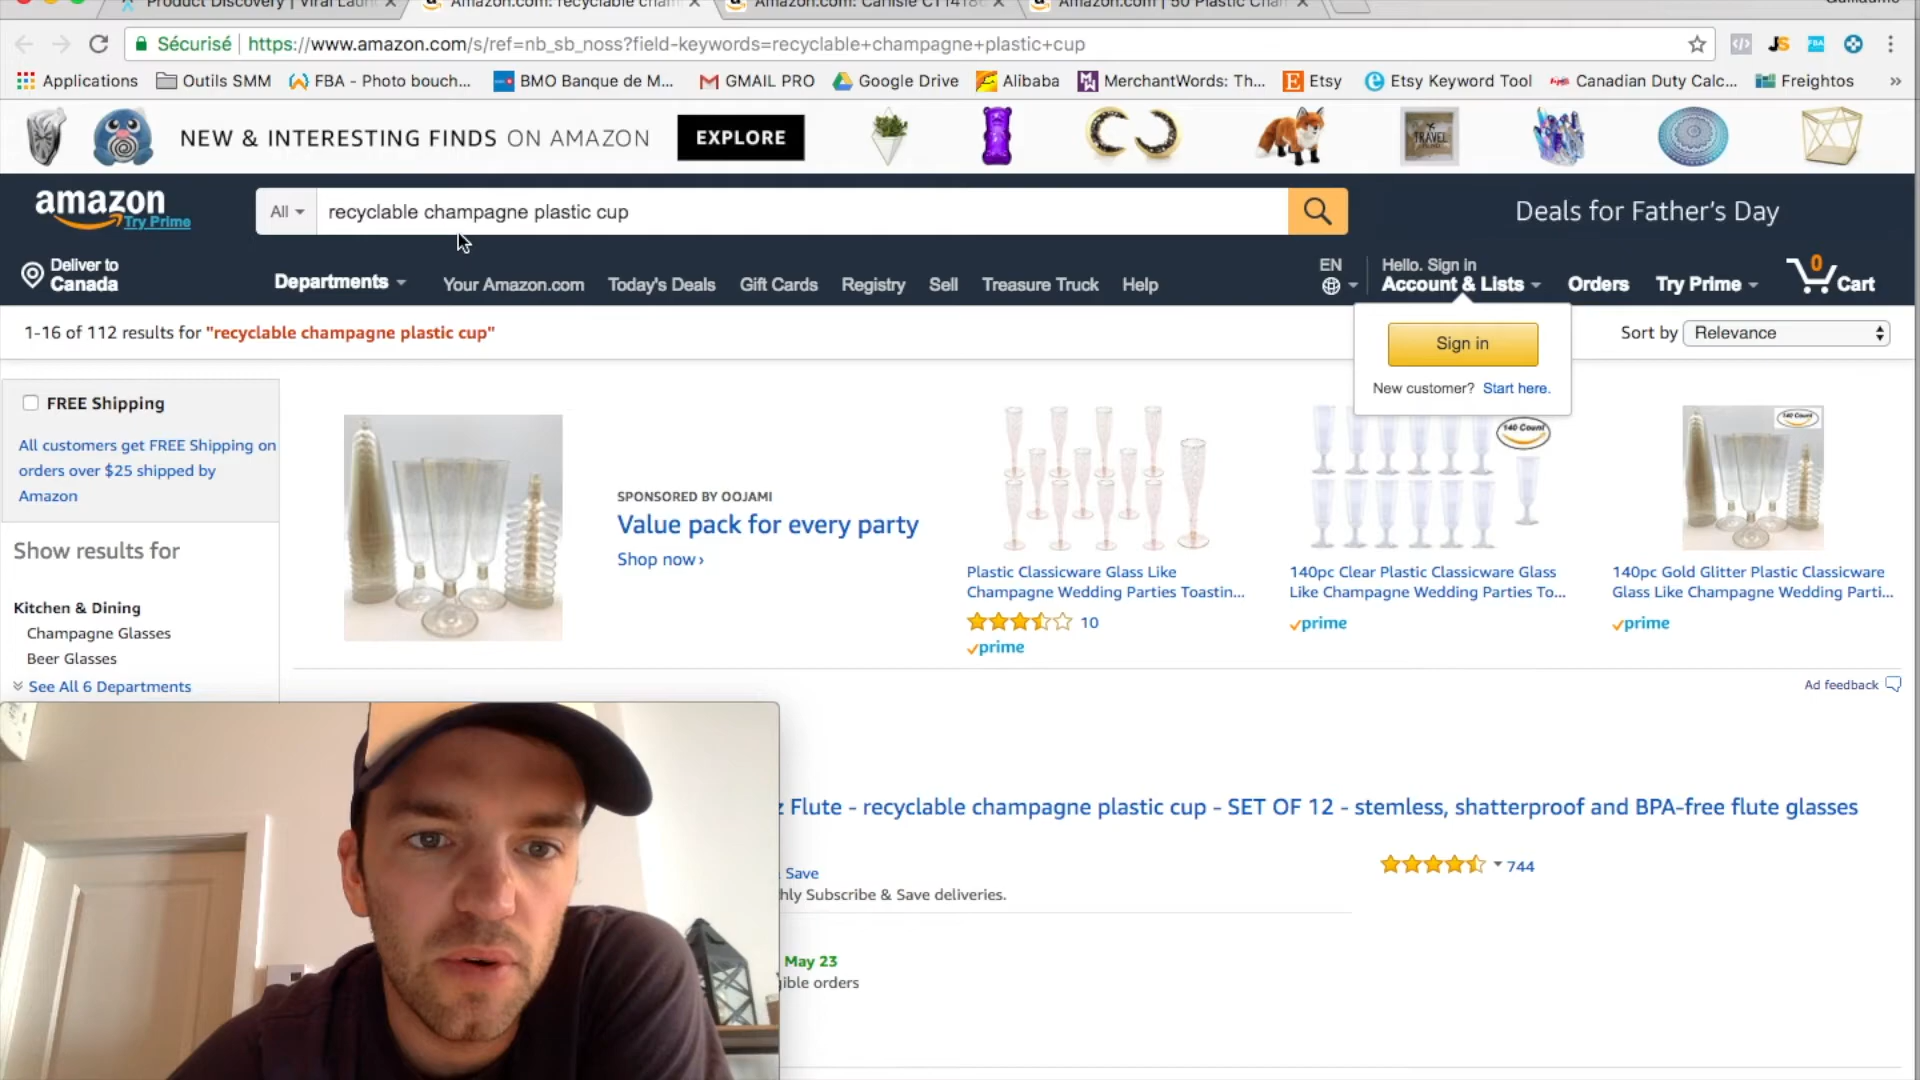 Product Discovery | Viral Laun
Amazon.com: recyclable cham
Amazon.com: Carlisle
Amazon.com | 50 Plastic Cham
Guillaume
Sécurisé | https://www.amazon.com/s/ref=nb_sb_noss?field-keywords=recyclable+champagne+plastic+cup
JS
FBA
Applications
Outils SMM
FBA - Photo bouch...
BMO Banque de M...
GMAIL PRO
Google Drive
Alibaba
MerchantWords: Th...
Etsy
Etsy Keyword Tool
Canadian Duty Calc...
Freightos
»
NEW & INTERESTING FINDS ON AMAZON
EXPLORE
TRAVEL
amazon
Try Prime
All
recyclable champagne plastic cup
Deals for Father's Day
Deliver to
Canada
Departments
Your Amazon.com
Today's Deals
Gift Cards
Registry
Sell
Treasure Truck
Help
EN
Hello. Sign in
Account & Lists
Orders
Try Prime
0
Cart
1-16 of 112 results for "recyclable champagne plastic cup"
Sign in
New customer? Start here.
Sort by
Relevance
FREE Shipping
All customers get FREE Shipping on
orders over $25 shipped by
Amazon
Show results for
Kitchen & Dining
Champagne Glasses
Beer Glasses
See All 6 Departments
SPONSORED BY OOJAMI
Value pack for every party
Shop now ›
Plastic Classicware Glass Like
Champagne Wedding Parties Toastin...
10
prime
140 Count
140pc Clear Plastic Classicware Glass
Like Champagne Wedding Parties To...
prime
140 Count
140pc Gold Glitter Plastic Classicware
Glass Like Champagne Wedding Parti...
prime
Ad feedback
z Flute - recyclable champagne plastic cup - SET OF 12 - stemless, shatterproof and BPA-free flute glasses
744
& Save
hly Subscribe & Save deliveries.
May 23
gible orders